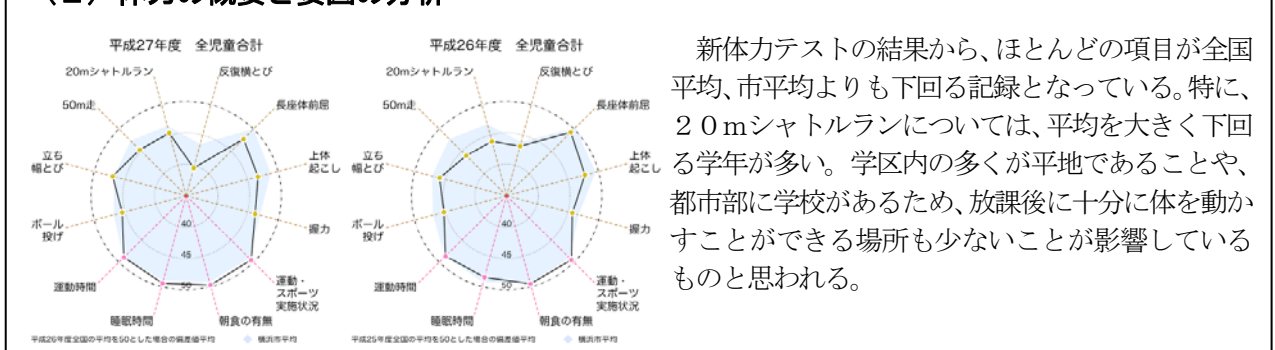 （２）体力の概要と要因の分析
平成27年度　全児童合計
20mシャトルラン
反復横とび
50m走
長座体前屈
立ち
幅とび
上体
起こし
ボール
投げ
握力
40
45
50
運動時間
運動・
スポーツ
実施状況
睡眠時間
朝食の有無
平成26年度全国の平均を50とした場合の偏差値平均
横浜市平均
平成26年度　全児童合計
20mシャトルラン
反復横とび
50m走
長座体前屈
立ち
幅とび
上体
起こし
ボール
投げ
握力
40
45
50
運動時間
運動・
スポーツ
実施状況
睡眠時間
朝食の有無
平成25年度全国の平均を50とした場合の偏差値平均
横浜市平均
新体力テストの結果から、ほとんどの項目が全国
平均、市平均よりも下回る記録となっている。特に、
２０ｍシャトルランについては、平均を大きく下回
る学年が多い。学区内の多くが平地であることや、
都市部に学校があるため、放課後に十分に体を動か
すことができる場所も少ないことが影響している
ものと思われる。